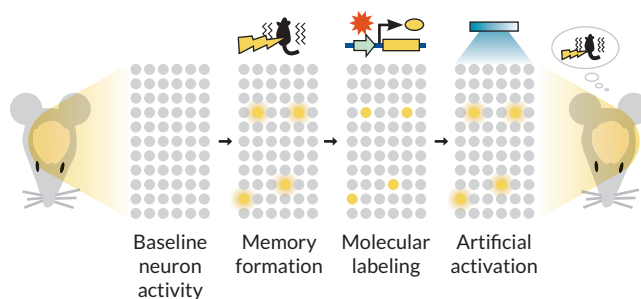 Baseline
neuron
activity
Memory
formation
Molecular
labeling
Artificial
activation